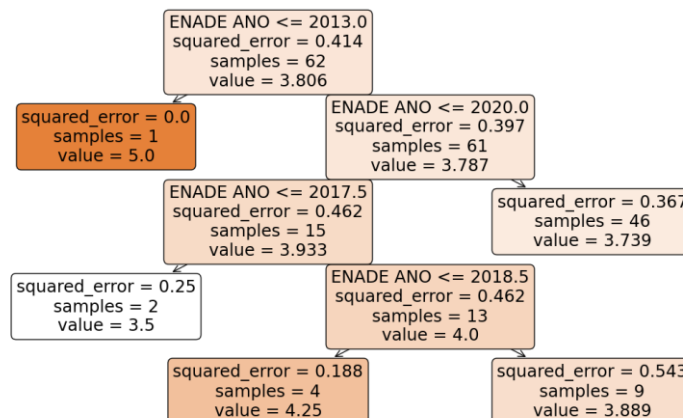 ENADE ANO <= 2013.0
squared_error = 0.414
samples = 62
value = 3.806
squared_error = 0.0
samples = 1
value = 5.0
ENADE ANO <= 2020.0
squared_error = 0.397
samples = 61
value = 3.787
ENADE ANO <= 2017.5
squared_error = 0.462
samples = 15
value = 3.933
squared_error = 0.367
samples = 46
value = 3.739
squared_error = 0.25
samples = 2
value = 3.5
ENADE ANO <= 2018.5
squared_error = 0.462
samples = 13
value = 4.0
squared_error = 0.188
samples = 4
value = 4.25
squared_error = 0.543
samples = 9
value = 3.889